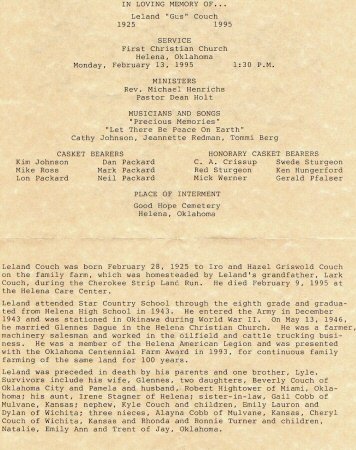 IN LOVING MEMORY OF...
Leland "Gus" Couch
1925 1995
SERVICE
First Christian Church
Helena, Oklahoma
Monday, February 13, 1995 1:30 P.M.
MINISTERS
Rev. Michael Henrichs
Pastor Dean Holt
MUSICIANS AND SONGS
"Precious Memories"
"Let There Be Peace On Earth"
Cathy Johnson, Jeannette Redman, Tommi Berg
CASKET BEARERS HONORARY CASKET BEARERS
Kim Johnson Dan Packard C. A. Crissup Swede Sturgeon
Mike Ross Mark Packard Red Sturgeon Ken Hungerford
Lon Packard Neil Packard Mick Werner Gerald Pfalser
PLACE OF INTERMENT
Good Hope Cemetery
Helena, Oklahoma
Leland Couch was born February 28, 1925 to Iro and Hazel Griswold Couch
on the family farm, which was homesteaded by Leland's grandfather, Lark
Couch, during the Cherokee Strip Land Run. He died February 9, 1995 at
the Helena Care Center.
Leland attended Star Country School through the eighth grade and gradua-
ted from Helena High School in 1943. He entered the Army in December
1943 and was stationed in Okinawa during World War II. On May 13, 1946,
he married Glennes Dague in the Helena Christian Church. He was a farmer,
machinery salesman and worked in the oilfield and cattle trucking busi-
ness. He was a member of the Helena American Legion and was presented
with the Oklahoma Centennial Farm Award in 1993, for continuous family
farming of the same land for 100 years.
Leland was preceded in death by his parents and one brother, Lyle.
Survivors include his wife, Glennes, two daughters, Beverly Couch of
Oklahoma City and Pamela and husband, Robert Hightower of Miami, Okla-
homa; his aunt, Irene Stagner of Helena; sister-in-law, Gail Cobb of
Mulvane, Kansas; nephew, Kyle Couch and children, Emily Lauron and
Dylan of Wichita; three nieces, Alayna Cobb of Mulvane, Kansas, Cheryl
Couch of Wichita, Kansas and Rhonda and Ronnie Turner and children,
Natalie, Emily Ann and Trent of Jay, Oklahoma.